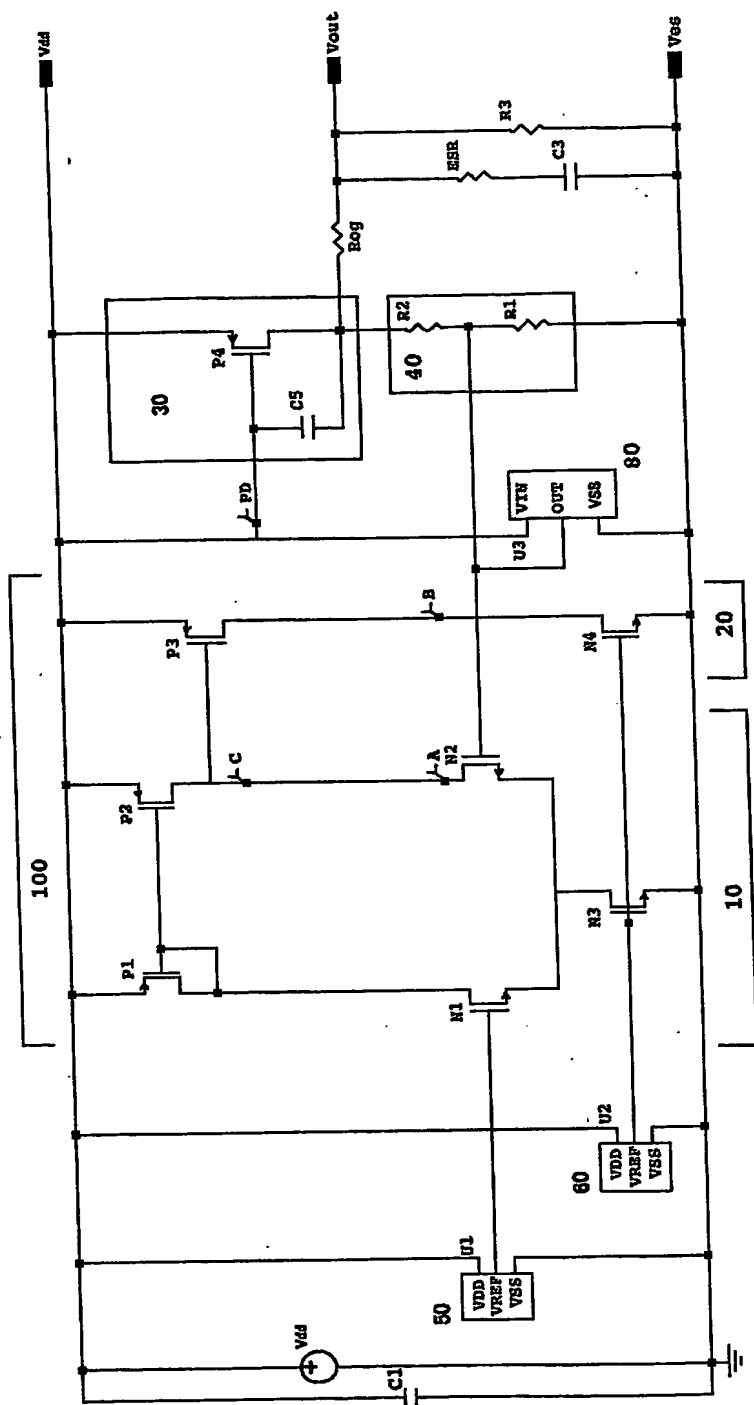 100
10
20
Vdd
Vout
Vss
P1
P2
P3
C
A
B
N1
N2
N3
N4
PD
30
P4
C5
Rog
ESR
C3
R3
40
R2
R1
U3
VIN
OUT
VSS
80
U1
VDD
VREF
VSS
50
U2
VDD
VREF
VSS
60
Vdd
+
C1